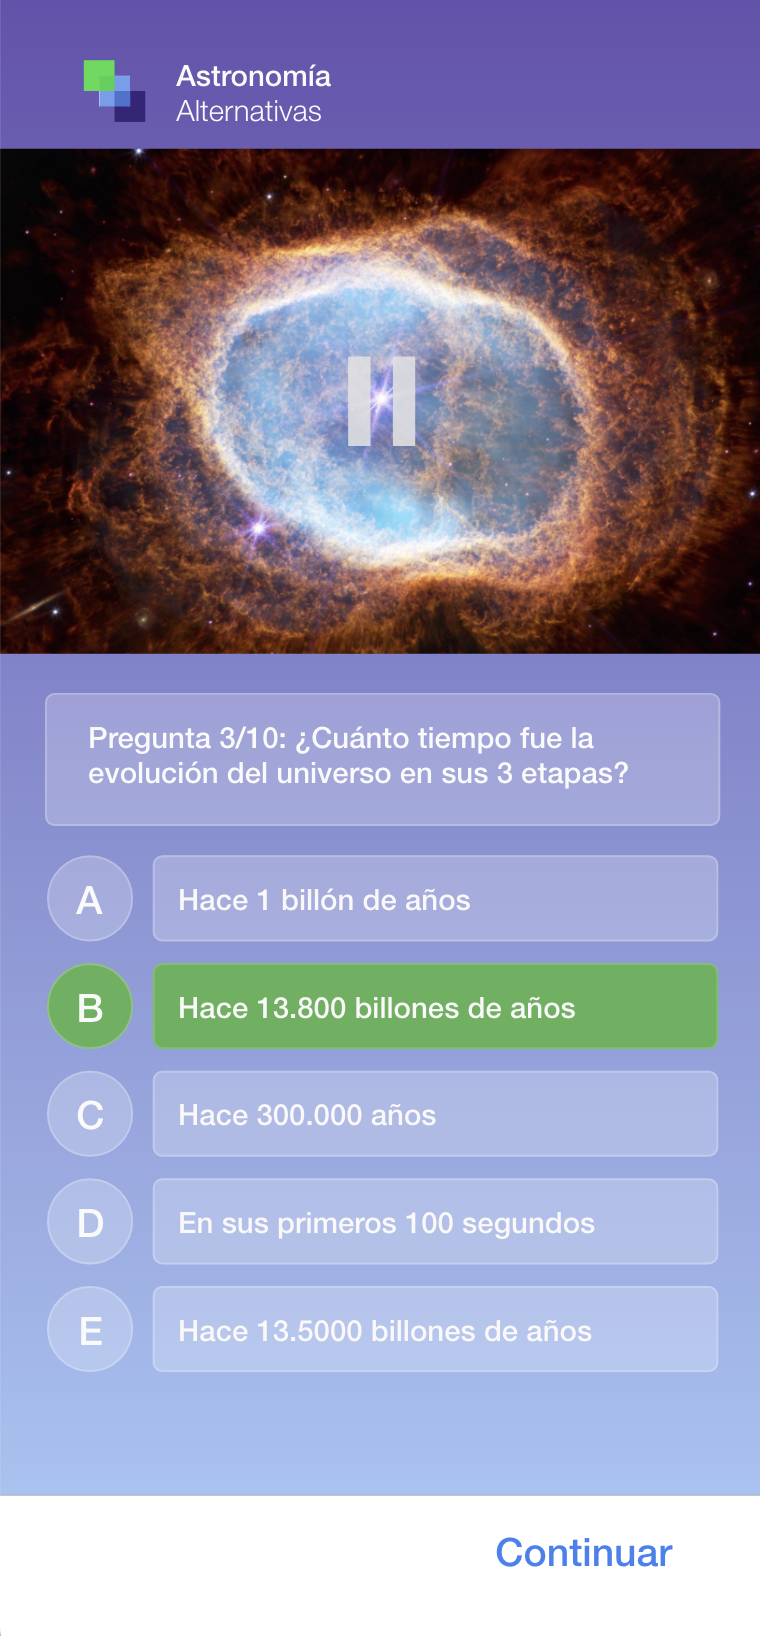 Astronomía
Alternativas
Pregunta 3/10: ¿Cuánto tiempo fue la
evolución del universo en sus 3 etapas?
A
Hace 1 billón de años
B
Hace 13.800 billones de años
C
Hace 300.000 años
D
En sus primeros 100 segundos
E
Hace 13.5000 billones de años
Continuar